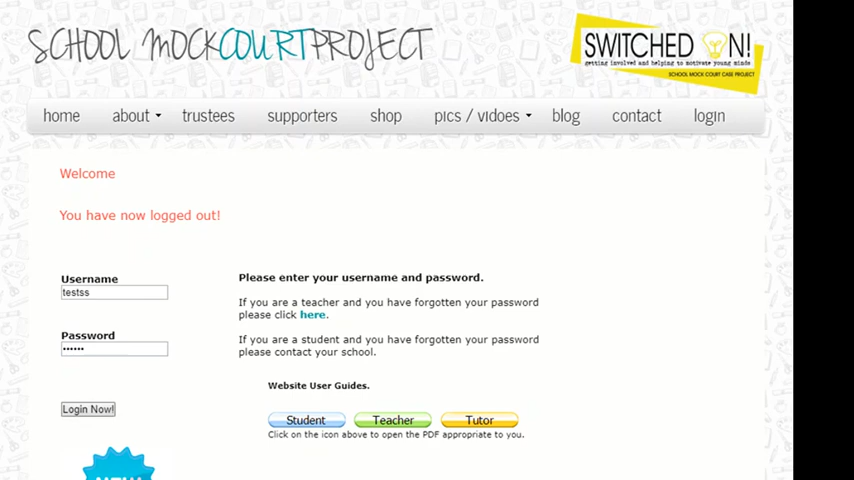 SCHOOL MOCKCOURTPROJECT
SWITCHED ON!
getting involved and helping to motivate young minds
SCHOOL MOCK COURT CASE PROJECT
home about trustees supporters shop pics / vidoes blog contact login
Welcome
You have now logged out!
Username
testss
Password
Login Now!
Please enter your username and password.
If you are a teacher and you have forgotten your password
please click here.
If you are a student and you have forgotten your password
please contact your school.
Website User Guides.
Student Teacher Tutor
Click on the icon above to open the PDF appropriate to you.
NEW